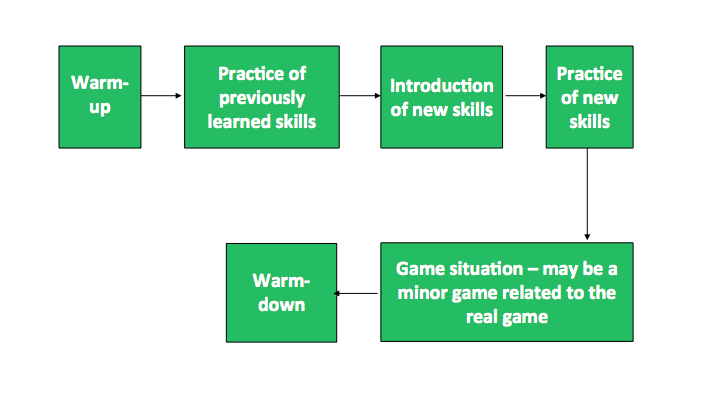 Warm-
up
Practice of
previously
learned skills
Introduction
of new skills
Practice
of new
skills
Game situation – may be a
minor game related to the
real game
Warm-
down